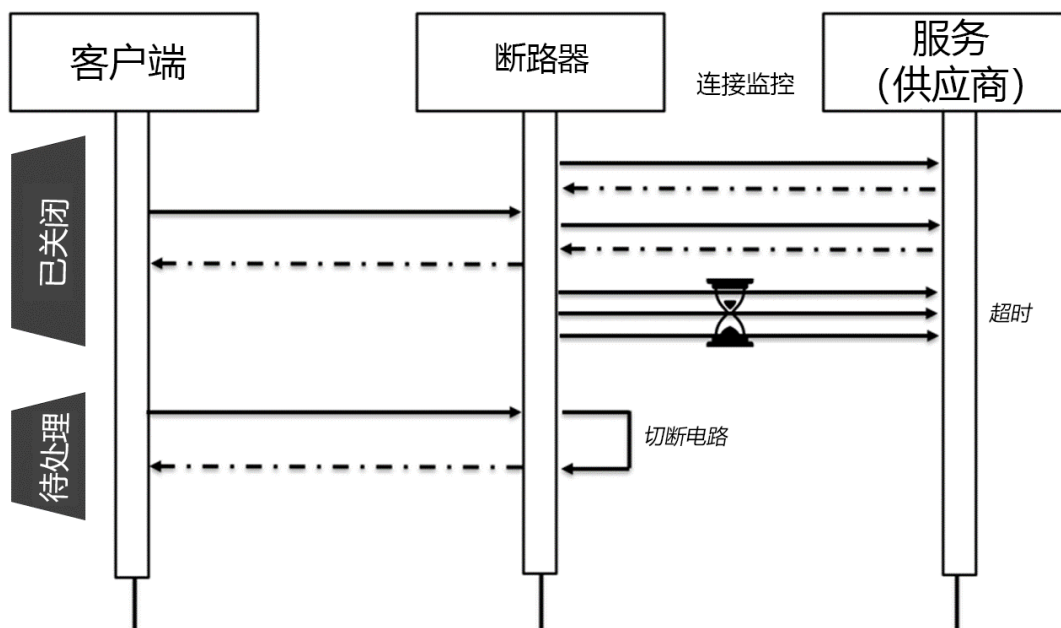 客户端
断路器
连接监控
服务
（供应商）
已关闭
超时
待处理
切断电路